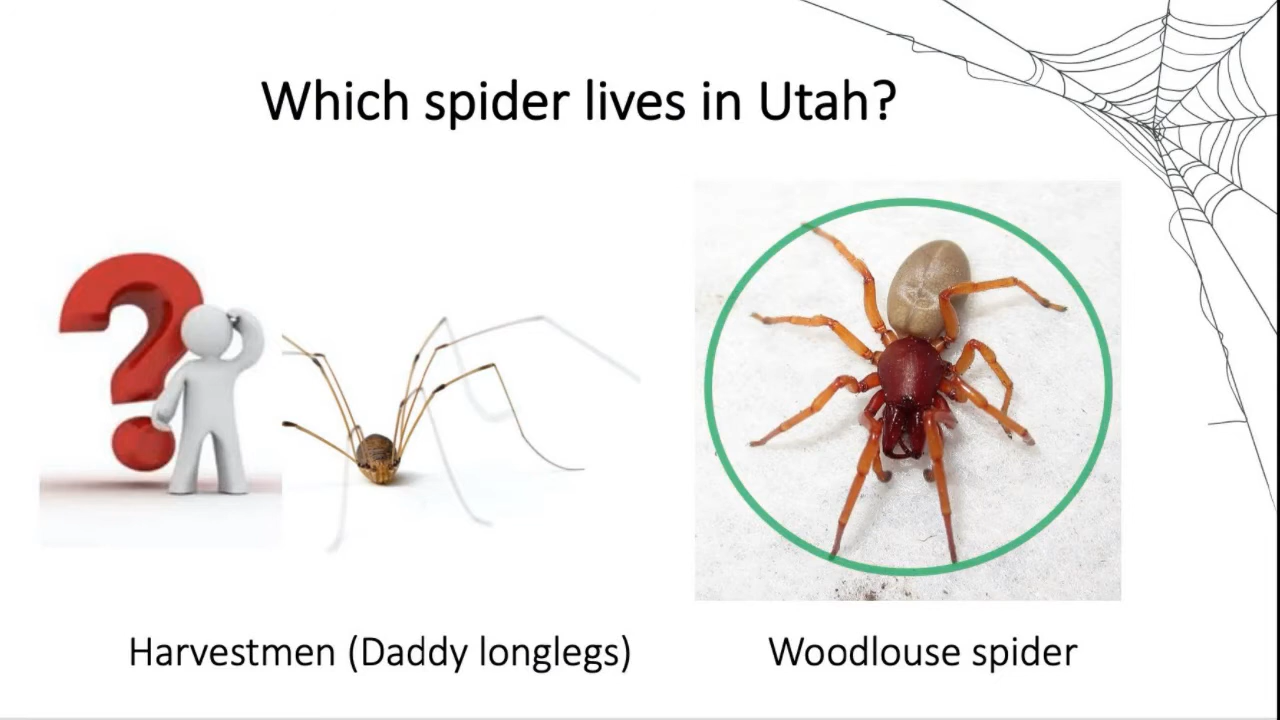 Which spider lives in Utah?
Harvestmen (Daddy longlegs)
Woodlouse spider